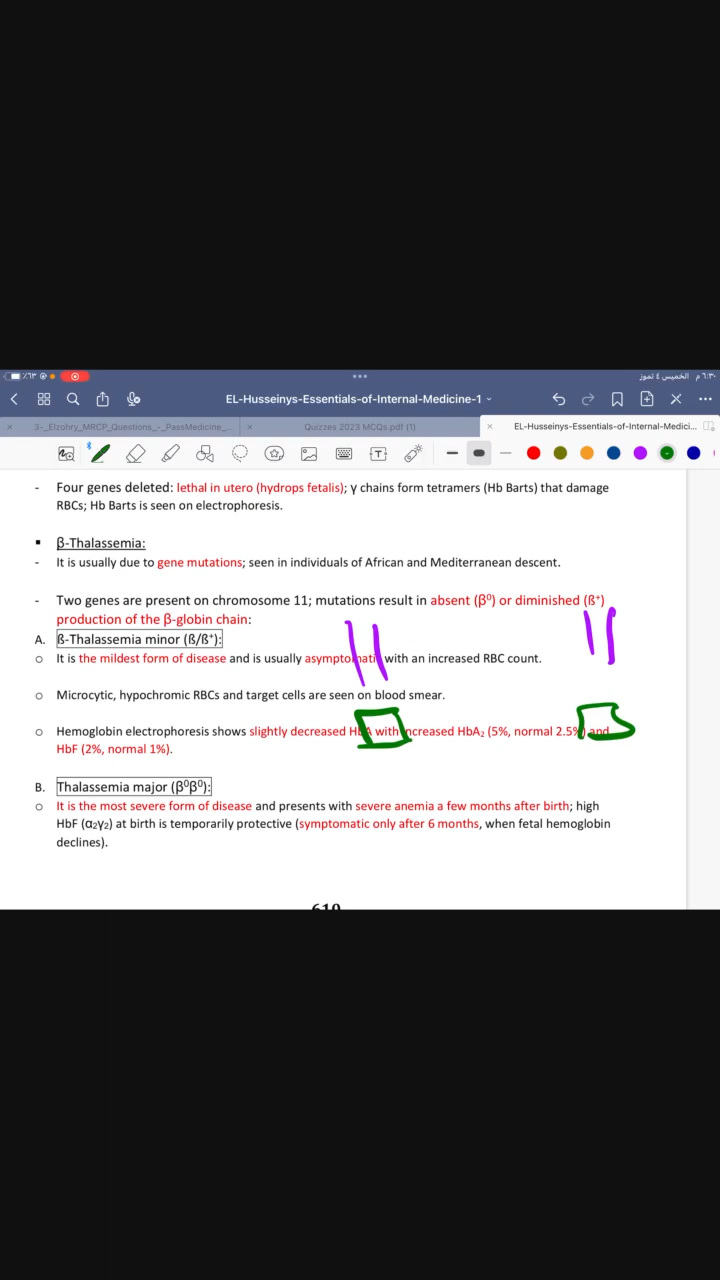 ٪٦٣
٦:٣٠ م الخميس ٤ تموز
EL-Husseinys-Essentials-of-Internal-Medicine-1
3-_Elzohry_MRCP_Questions_-_PassMedicine_...
Quizzes 2023 MCQs.pdf (1)
EL-Husseinys-Essentials-of-Internal-Medici...
- Four genes deleted: lethal in utero (hydrops fetalis); γ chains form tetramers (Hb Barts) that damage
RBCs; Hb Barts is seen on electrophoresis.
▪ β-Thalassemia:
- It is usually due to gene mutations; seen in individuals of African and Mediterranean descent.
- Two genes are present on chromosome 11; mutations result in absent (β⁰) or diminished (ß⁺)
production of the β-globin chain:
A. ß-Thalassemia minor (ß/ß⁺):
o It is the mildest form of disease and is usually asymptomatic with an increased RBC count.
o Microcytic, hypochromic RBCs and target cells are seen on blood smear.
o Hemoglobin electrophoresis shows slightly decreased HbA with increased HbA₂ (5%, normal 2.5%) and
HbF (2%, normal 1%).
B. Thalassemia major (β⁰β⁰):
o It is the most severe form of disease and presents with severe anemia a few months after birth; high
HbF (α₂γ₂) at birth is temporarily protective (symptomatic only after 6 months, when fetal hemoglobin
declines).